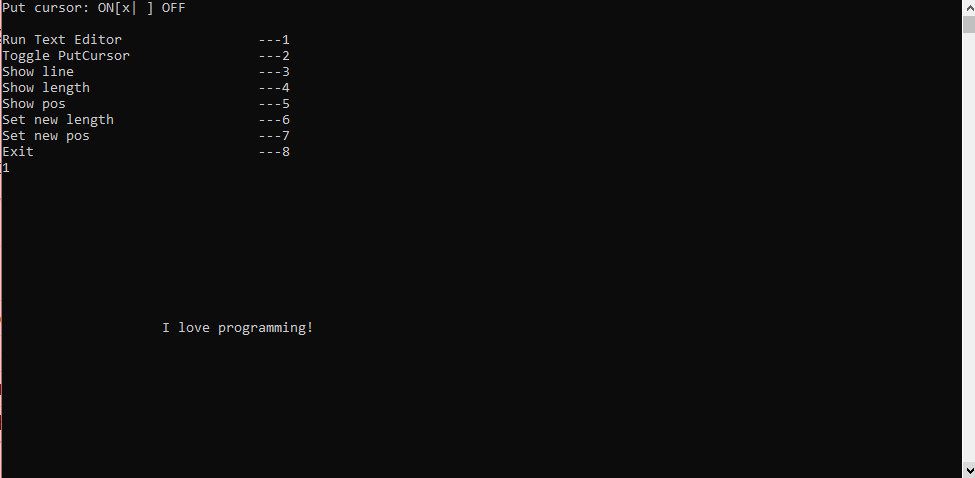 Put cursor: ON[x| ] OFF
Run Text Editor                 ---1
Toggle PutCursor                ---2
Show line                       ---3
Show length                     ---4
Show pos                        ---5
Set new length                  ---6
Set new pos                     ---7
Exit                            ---8
1
I love programming!